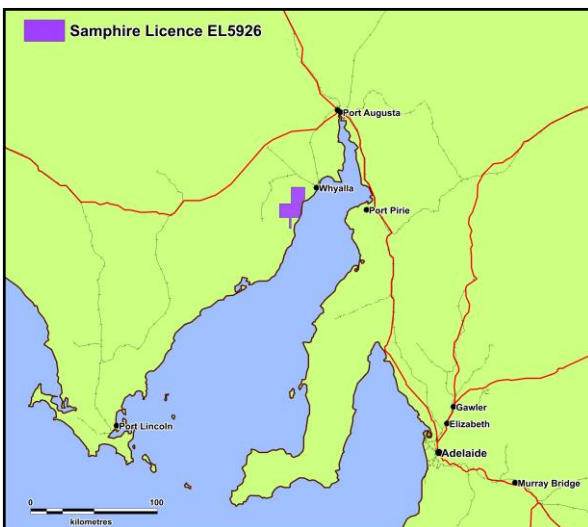 Samphire Licence EL5926
Port Augusta
Whyalla
Port Pirie
Port Lincoln
Gawler
Elizabeth
Adelaide
Murray Bridge
0 100
kilometres